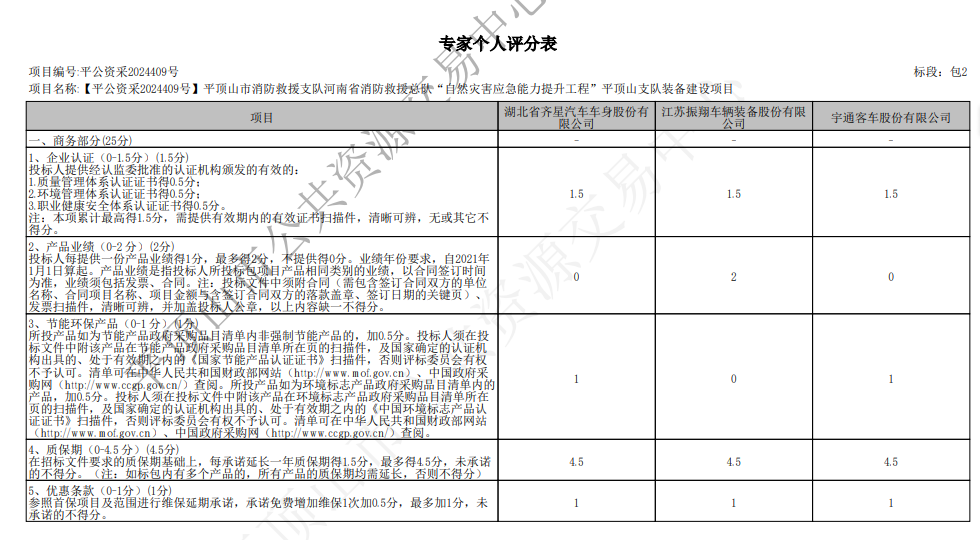 专家个人评分表
项目编号:平公资采2024409号
标段：包2
项目名称:【平公资采2024409号】平顶山市消防救援支队河南省消防救援总队“自然灾害应急能力提升工程”平顶山支队装备建设项目
项目
湖北省齐星汽车车身股份有限公司
江苏振翔车辆装备股份有限公司
宇通客车股份有限公司
一、商务部分(25分)
-
-
-
1、企业认证（0-1.5分）(1.5分)
投标人提供经认监委批准的认证机构颁发的有效的：
1.质量管理体系认证证书得0.5分；
2.环境管理体系认证证书得0.5分；
3.职业健康安全体系认证证书得0.5分。
注：本项累计最高得1.5分，需提供有效期内的有效证书扫描件，清晰可辨，无或其它不
得分。
1.5
1.5
1.5
2、产品业绩（0-2 分）(2分)
投标人每提供一份产品业绩得1分，最多得2分，不提供得0分。业绩年份要求，自2021年
1月1日算起。产品业绩是指投标人所投标包项目产品相同类别的业绩，以合同签订时间
为准，业绩须包括发票、合同。注：投标文件中须附合同（需包含签订合同双方的单位
名称、合同项目名称、项目金额与含签订合同双方的落款盖章、签订日期的关键页）、
发票扫描件，清晰可辨，并加盖投标人公章，以上内容缺一不得分。
0
2
0
3、节能环保产品（0-1 分）(1分)
所投产品如为节能产品政府采购品目清单内非强制节能产品的，加0.5分。投标人须在投
标文件中附该产品在节能产品政府采购品目清单所在页的扫描件，及国家确定的认证机
构出具的、处于有效期之内的《国家节能产品认证证书》扫描件，否则评标委员会有权
不予认可。清单可在中华人民共和国财政部网站（http://www.mof.gov.cn）、中国政府采
购网（http://www.ccgp.gov.cn/）查阅。所投产品如为环境标志产品政府采购品目清单内的
产品，加0.5分。投标人须在投标文件中附该产品在环境标志产品政府采购品目清单所在
页的扫描件，及国家确定的认证机构出具的、处于有效期之内的《中国环境标志产品认
证证书》扫描件，否则评标委员会有权不予认可。清单可在中华人民共和国财政部网站
（http://www.mof.gov.cn）、中国政府采购网（http://www.ccgp.gov.cn/）查阅。
1
0
1
4、质保期（0-4.5 分）(4.5分)
在招标文件要求的质保期基础上，每承诺延长一年质保期得1.5分，最多得4.5分，未承诺
的不得分。（注：如标包内有多个产品的，所有产品的质保期均需延长，否则不得分）
4.5
4.5
4.5
5、优惠条款（0-1分）(1分)
参照首保项目及范围进行维保延期承诺，承诺免费增加维保1次加0.5分，最多加1分，未
承诺的不得分。
1
1
1